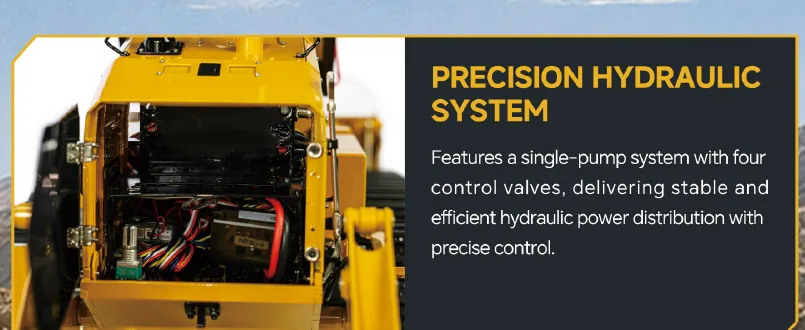 PRECISION HYDRAULIC
SYSTEM
Features a single-pump system with four
control valves, delivering stable and
efficient hydraulic power distribution with
precise control.